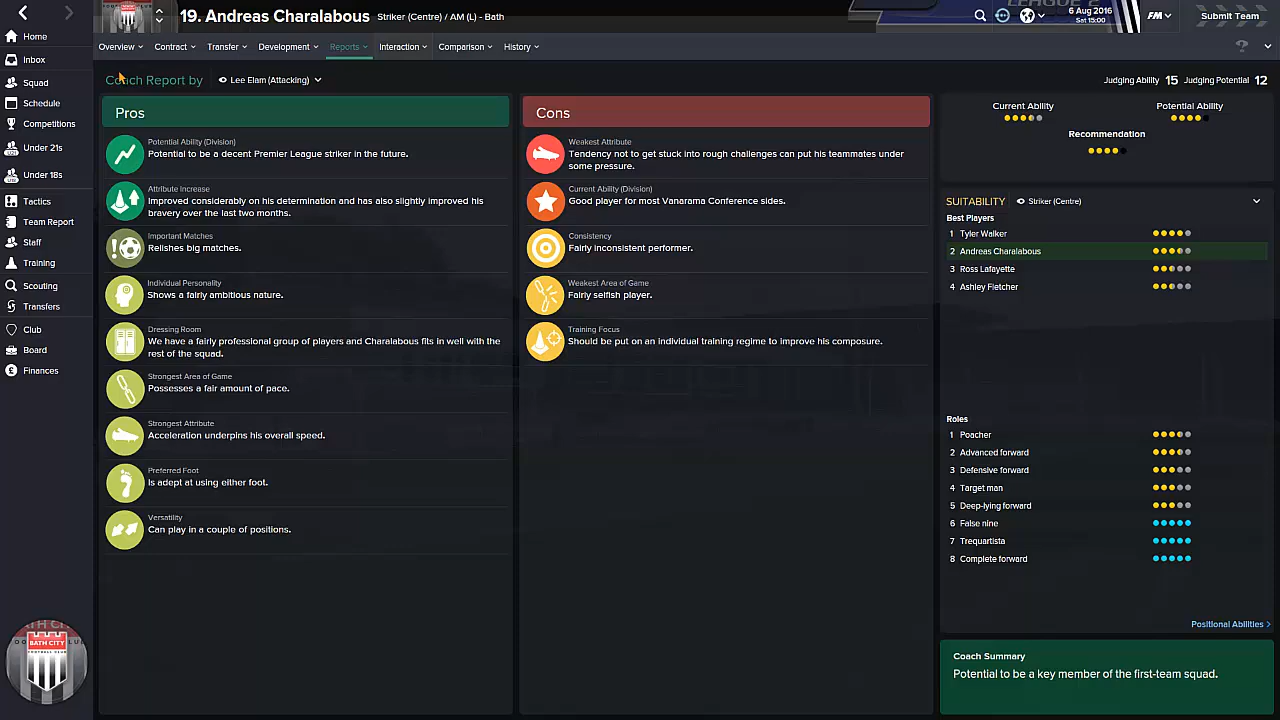 19. Andreas Charalabous Striker (Centre) / AM (L) - Bath
6 Aug 2016
Sat 15:00
FM
Submit Team
Home
Inbox
Squad
Schedule
Competitions
Under 21s
Under 18s
Tactics
Team Report
Staff
Training
Scouting
Transfers
Club
Board
Finances
BATH CITY
Overview Contract Transfer Development Reports Interaction Comparison History
Coach Report by Lee Elam (Attacking)
Judging Ability 15 Judging Potential 12
Pros
Potential Ability (Division)
Potential to be a decent Premier League striker in the future.
Attribute Increase
Improved considerably on his determination and has also slightly improved his
bravery over the last two months.
Important Matches
Relishes big matches.
Individual Personality
Shows a fairly ambitious nature.
Dressing Room
We have a fairly professional group of players and Charalabous fits in well with the
rest of the squad.
Strongest Area of Game
Possesses a fair amount of pace.
Strongest Attribute
Acceleration underpins his overall speed.
Preferred Foot
Is adept at using either foot.
Versatility
Can play in a couple of positions.
Cons
Weakest Attribute
Tendency not to get stuck into rough challenges can put his teammates under
some pressure.
Current Ability (Division)
Good player for most Vanarama Conference sides.
Consistency
Fairly inconsistent performer.
Weakest Area of Game
Fairly selfish player.
Training Focus
Should be put on an individual training regime to improve his composure.
Current Ability
Potential Ability
Recommendation
SUITABILITY Striker (Centre)
Best Players
1 Tyler Walker
2 Andreas Charalabous
3 Ross Lafayette
4 Ashley Fletcher
Roles
1 Poacher
2 Advanced forward
3 Defensive forward
4 Target man
5 Deep-lying forward
6 False nine
7 Trequartista
8 Complete forward
Positional Abilities >
Coach Summary
Potential to be a key member of the first-team squad.